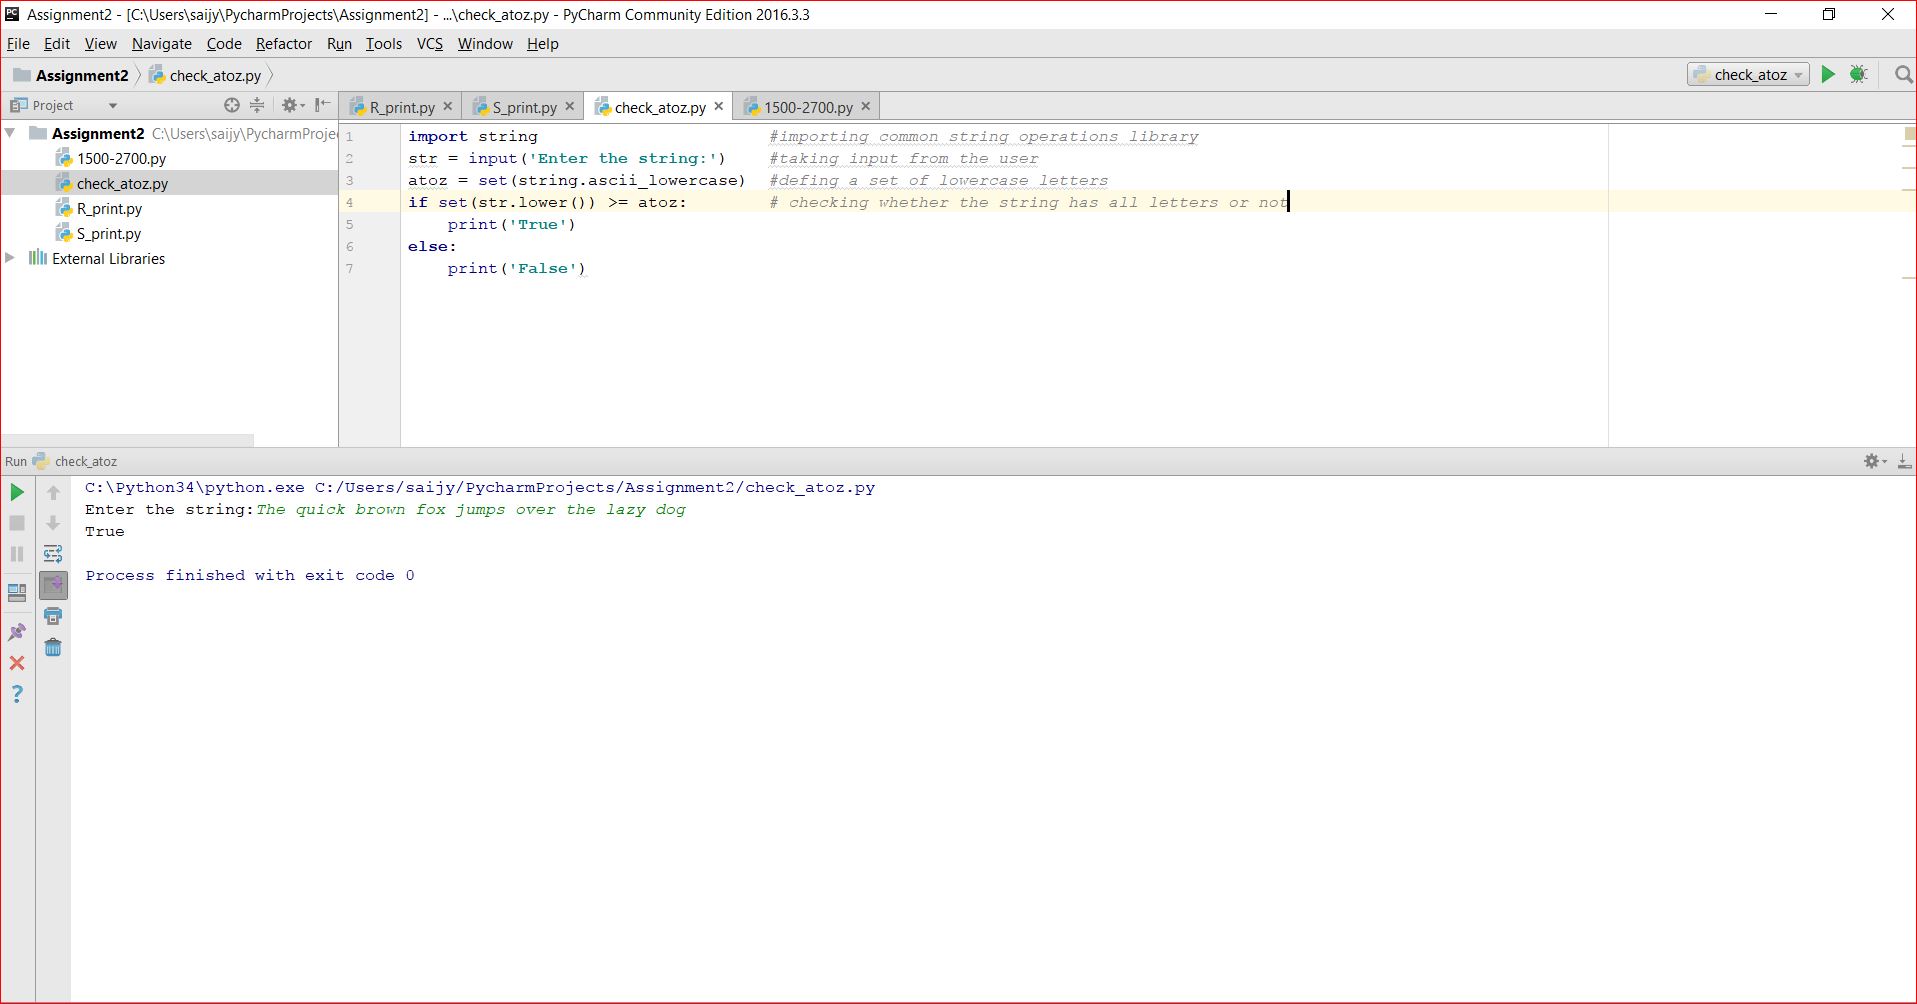 Assignment2 - [C:\Users\saijy\PycharmProjects\Assignment2] - ...\check_atoz.py - PyCharm Community Edition 2016.3.3
File Edit View Navigate Code Refactor Run Tools VCS Window Help
Assignment2 check_atoz.py check_atoz
Project R_print.py S_print.py check_atoz.py 1500-2700.py
Assignment2 C:\Users\saijy\PycharmProje
1500-2700.py
check_atoz.py
R_print.py
S_print.py
External Libraries
1 import string #importing common string operations library
2 str = input('Enter the string:') #taking input from the user
3 atoz = set(string.ascii_lowercase) #defing a set of lowercase letters
4 if set(str.lower()) >= atoz: # checking whether the string has all letters or not
5 print('True')
6 else:
7 print('False')
Run check_atoz
C:\Python34\python.exe C:/Users/saijy/PycharmProjects/Assignment2/check_atoz.py
Enter the string:The quick brown fox jumps over the lazy dog
True
Process finished with exit code 0